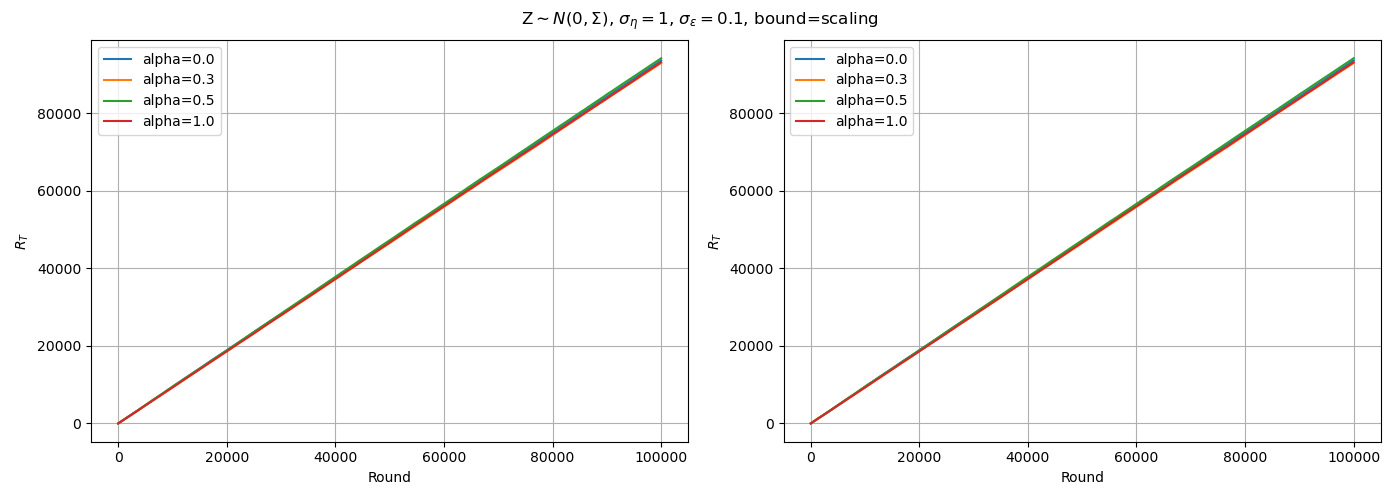 Z ∼ N(0, Σ), σ_η = 1, σ_ε = 0.1, bound=scaling
alpha=0.0
alpha=0.3
alpha=0.5
alpha=1.0
80000
60000
40000
20000
0
R_T
0 20000 40000 60000 80000 100000
Round
alpha=0.0
alpha=0.3
alpha=0.5
alpha=1.0
80000
60000
40000
20000
0
R_T
0 20000 40000 60000 80000 100000
Round